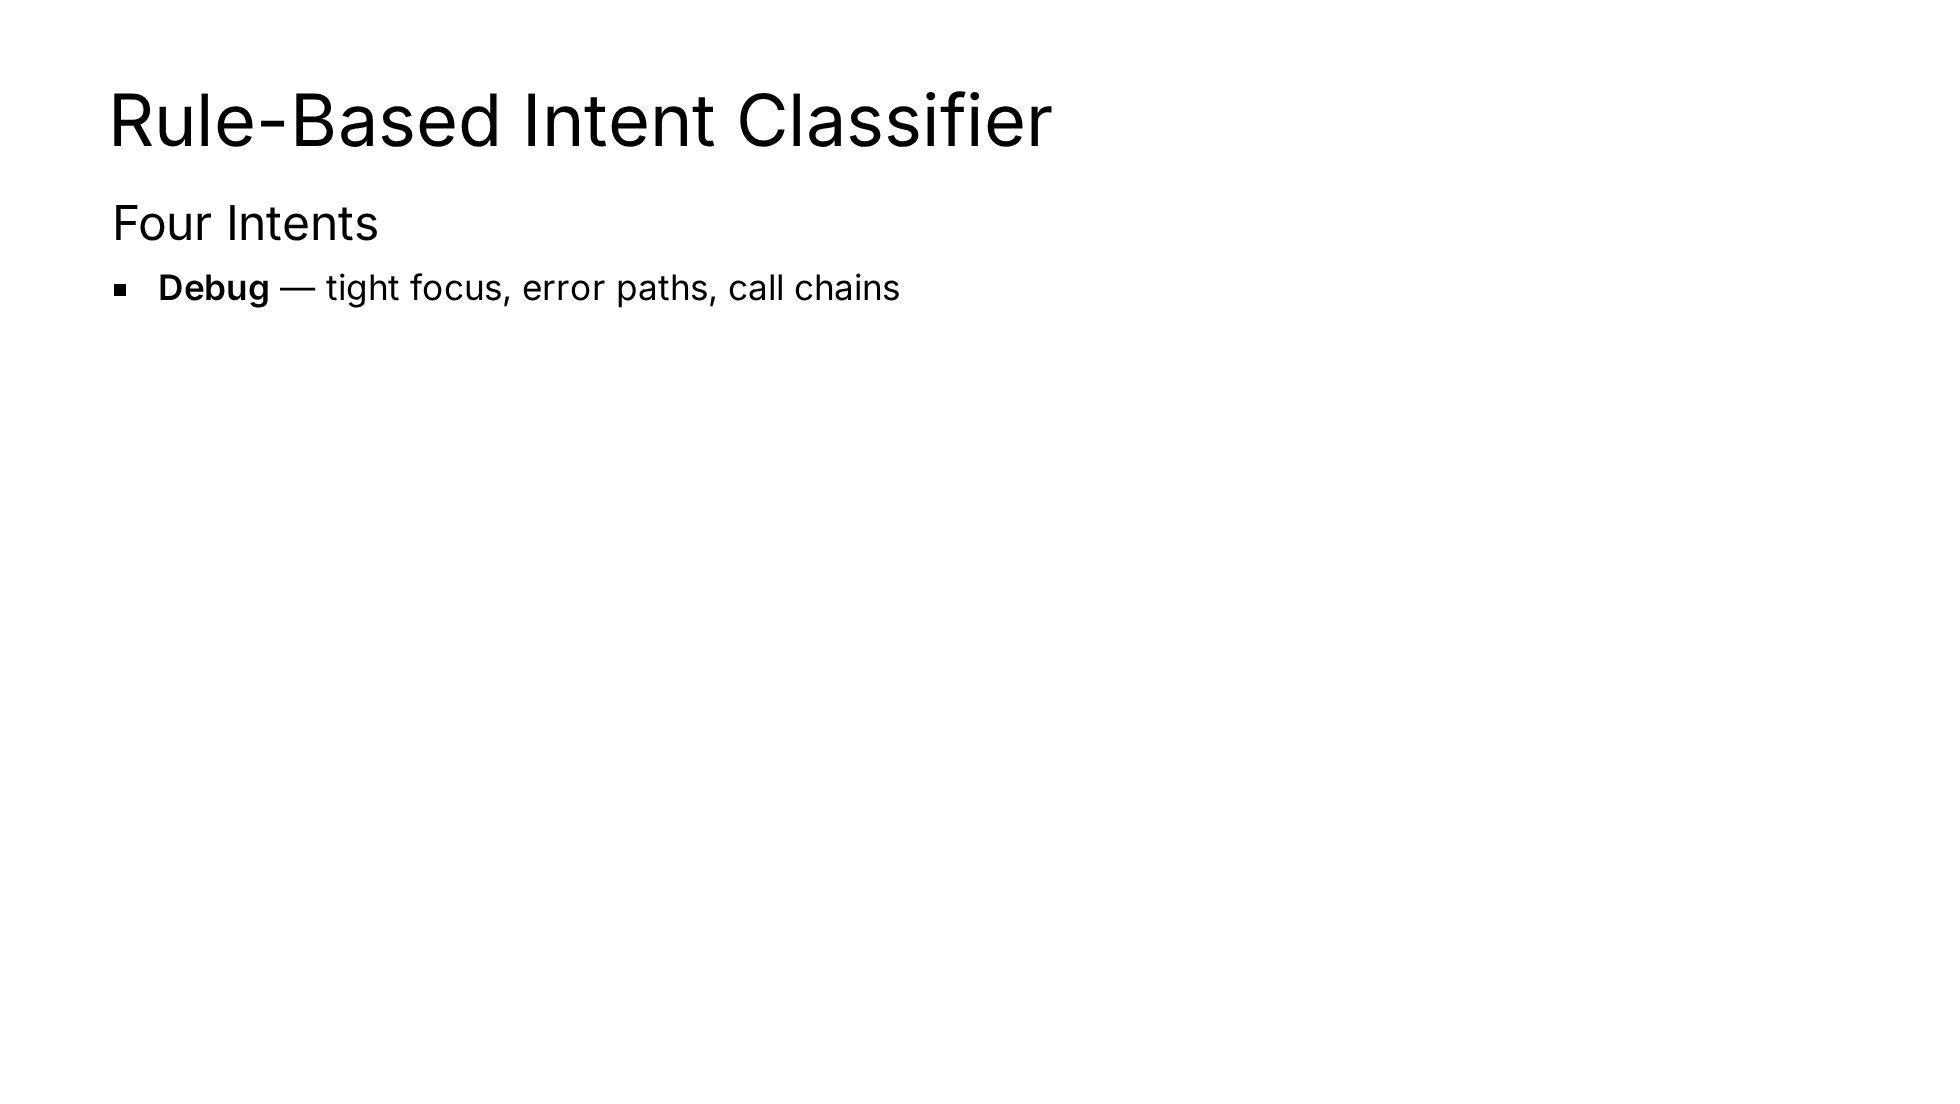 Rule-Based Intent Classifier
Four Intents
▪ Debug — tight focus, error paths, call chains